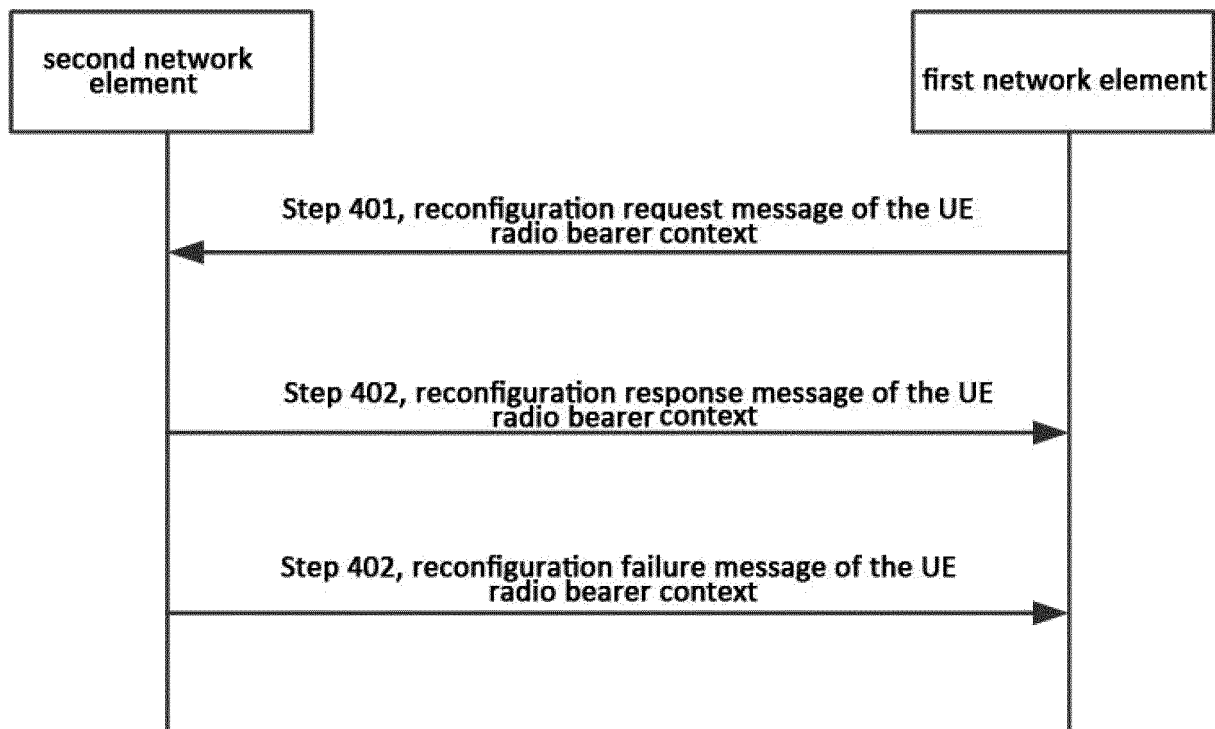 second network
element
first network element
Step 401, reconfiguration request message of the UE
radio bearer context
Step 402, reconfiguration response message of the UE
radio bearer context
Step 402, reconfiguration failure message of the UE
radio bearer context